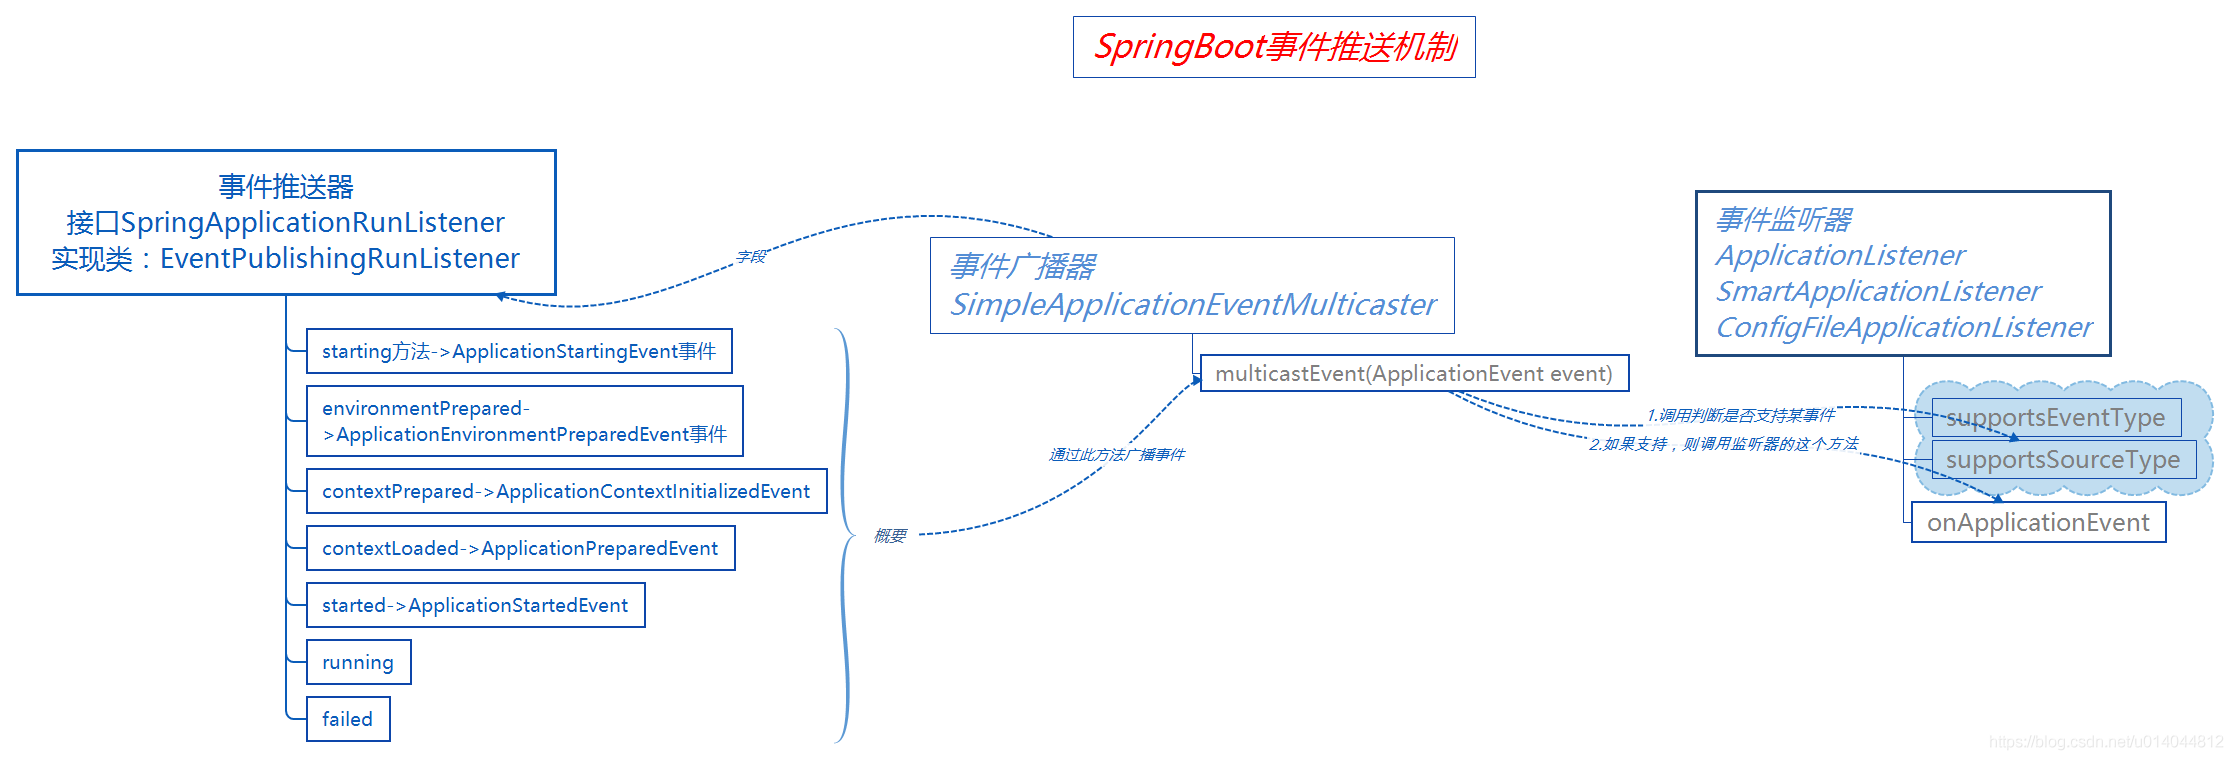 SpringBoot事件推送机制
事件推送器
接口SpringApplicationRunListener
实现类：EventPublishingRunListener
starting方法->ApplicationStartingEvent事件
environmentPrepared-
>ApplicationEnvironmentPreparedEvent事件
contextPrepared->ApplicationContextInitializedEvent
contextLoaded->ApplicationPreparedEvent
started->ApplicationStartedEvent
running
failed
概要
字段
通过此方法广播事件
事件广播器
SimpleApplicationEventMulticaster
multicastEvent(ApplicationEvent event)
1.调用判断是否支持某事件
2.如果支持，则调用监听器的这个方法
事件监听器
ApplicationListener
SmartApplicationListener
ConfigFileApplicationListener
supportsEventType
supportsSourceType
onApplicationEvent
https://blog.csdn.net/u014044812